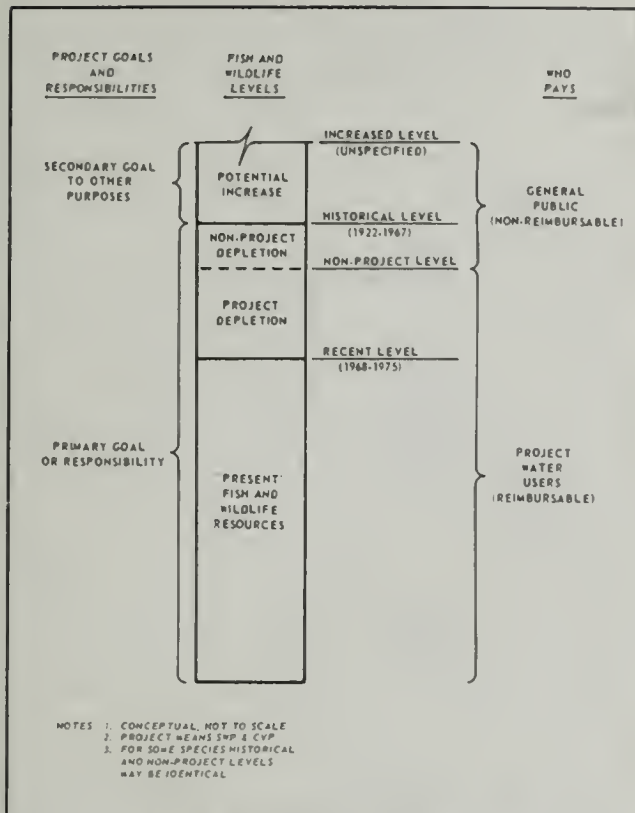 PROJECT GOALS
AND
RESPONSIBILITIES
FISH AND
WILDLIFE
LEVELS
WHO
PAYS
INCREASED LEVEL
(UNSPECIFIED)
SECONDARY GOAL
TO OTHER
PURPOSES
POTENTIAL
INCREASE
GENERAL
PUBLIC
(NON-REIMBURSABLE)
HISTORICAL LEVEL
(1922-1967)
NON-PROJECT
DEPLETION
NON-PROJECT LEVEL
PROJECT
DEPLETION
RECENT LEVEL
(1968-1975)
PRIMARY GOAL
OR RESPONSIBILITY
PRESENT
FISH AND
WILDLIFE
RESOURCES
PROJECT
WATER
USERS
(REIMBURSABLE)
NOTES 1. CONCEPTUAL, NOT TO SCALE
2. PROJECT MEANS SWP & CVP
3. FOR SOME SPECIES HISTORICAL
AND NON-PROJECT LEVELS
MAY BE IDENTICAL